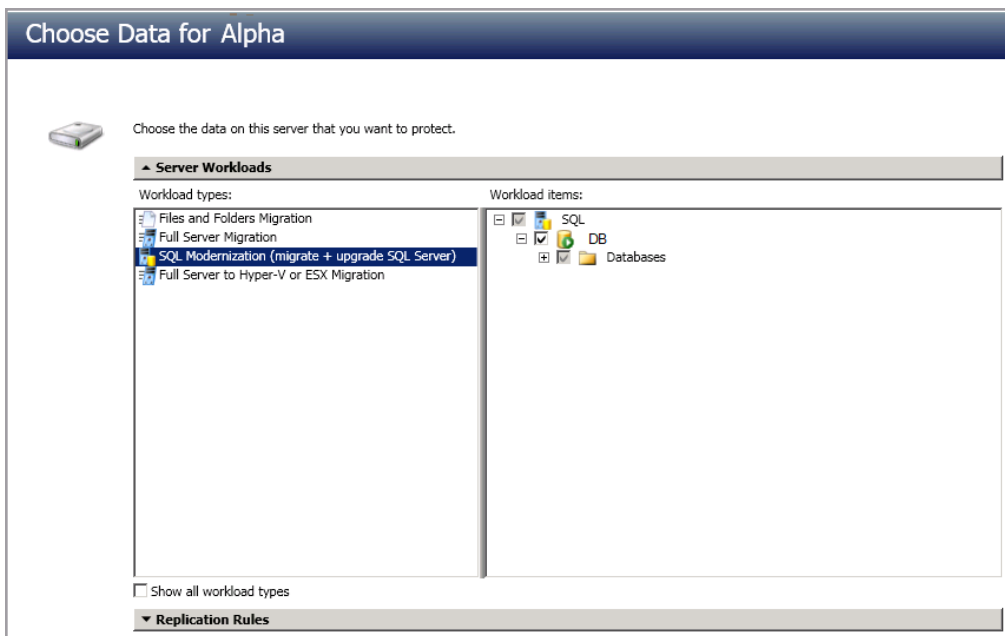 Choose Data for Alpha
Choose the data on this server that you want to protect.
Server Workloads
Workload types:
Workload items:
Files and Folders Migration
Full Server Migration
SQL Modernization (migrate + upgrade SQL Server)
Full Server to Hyper-V or ESX Migration
SQL
DB
Databases
Show all workload types
Replication Rules